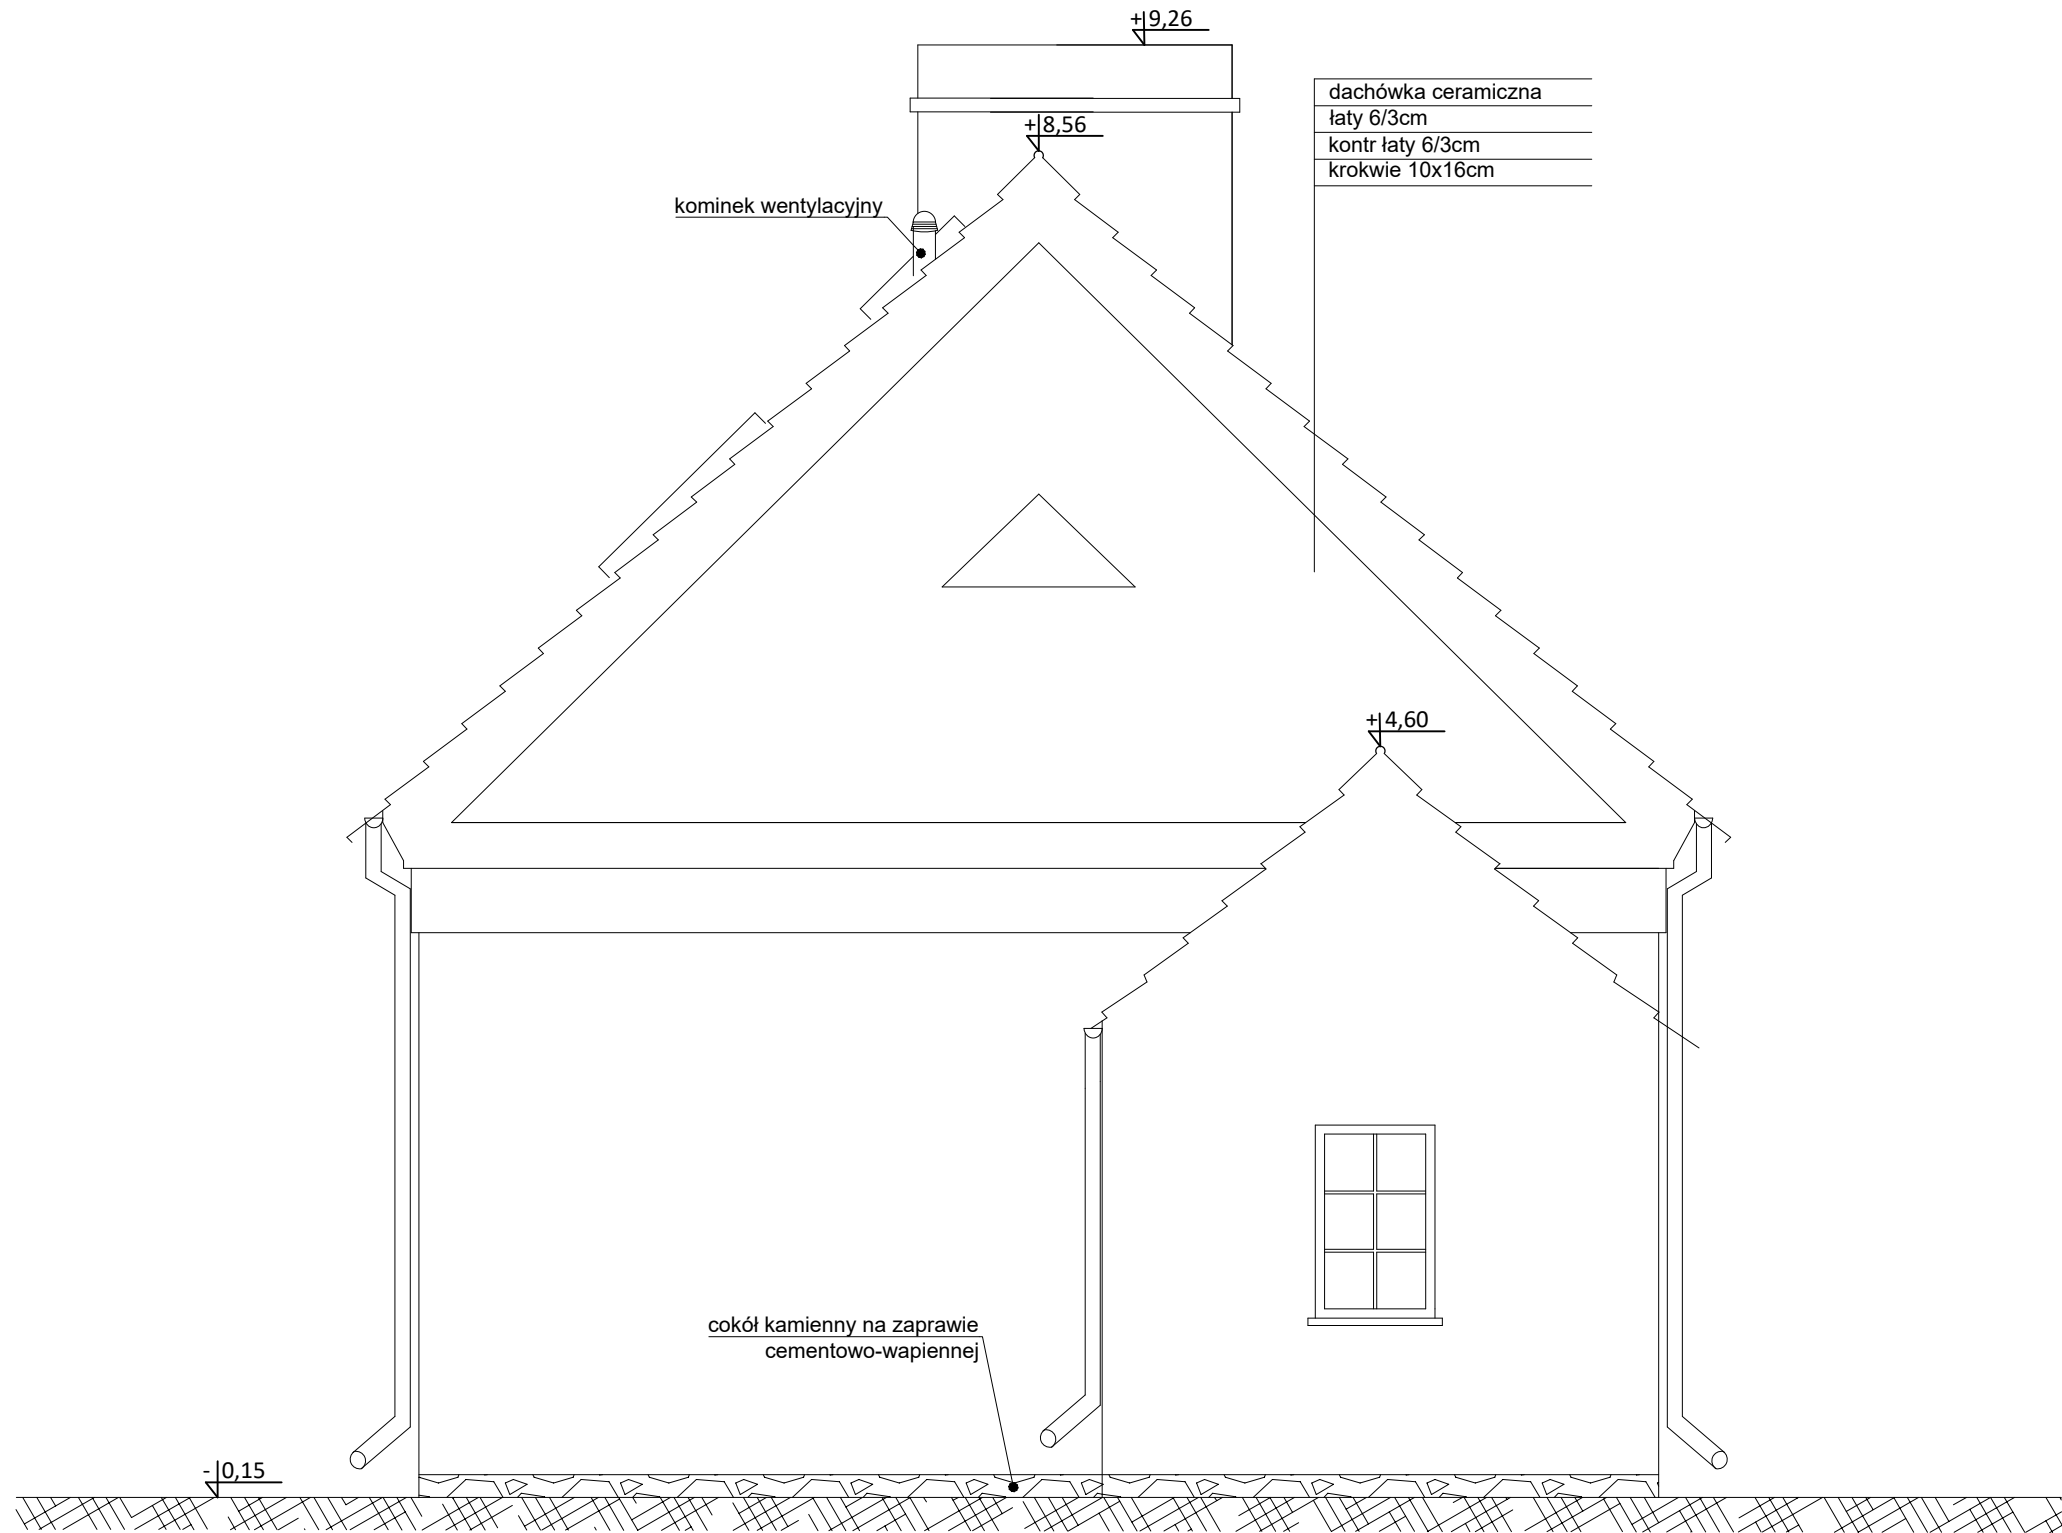 +9,26
dachówka ceramiczna
łaty 6/3cm
+8,56
kontr łaty 6/3cm
krokwie 10x16cm
kominek wentylacyjny
+4,60
cokół kamienny na zaprawie
cementowo-wapiennej
-0,15